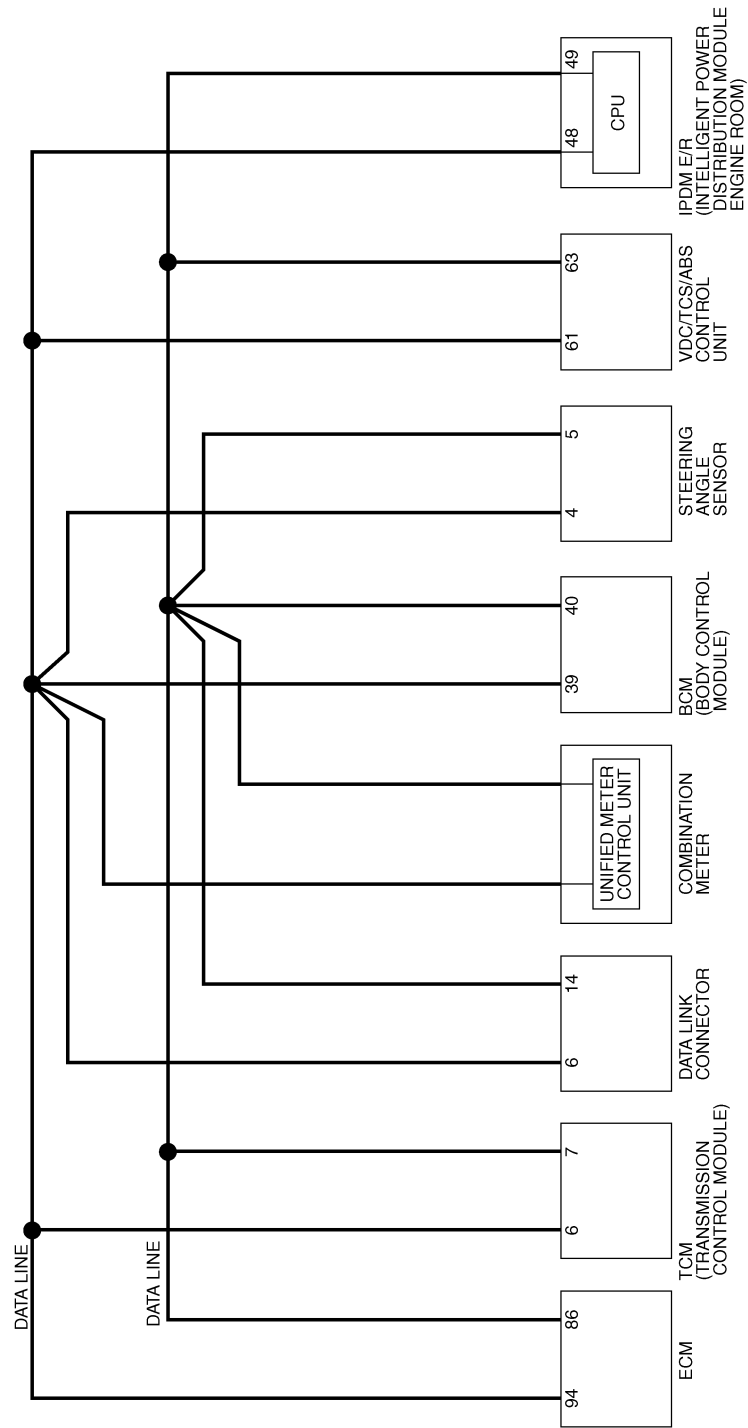 DATA LINE
DATA LINE
94
86
6
7
6
14
39
40
4
5
61
63
48
49
UNIFIED METER
CONTROL UNIT
CPU
ECM
TCM
(TRANSMISSION
CONTROL MODULE)
DATA LINK
CONNECTOR
COMBINATION
METER
BCM
(BODY CONTROL
MODULE)
STEERING
ANGLE
SENSOR
VDC/TCS/ABS
CONTROL
UNIT
IPDM E/R
(INTELLIGENT POWER
DISTRIBUTION MODULE
ENGINE ROOM)